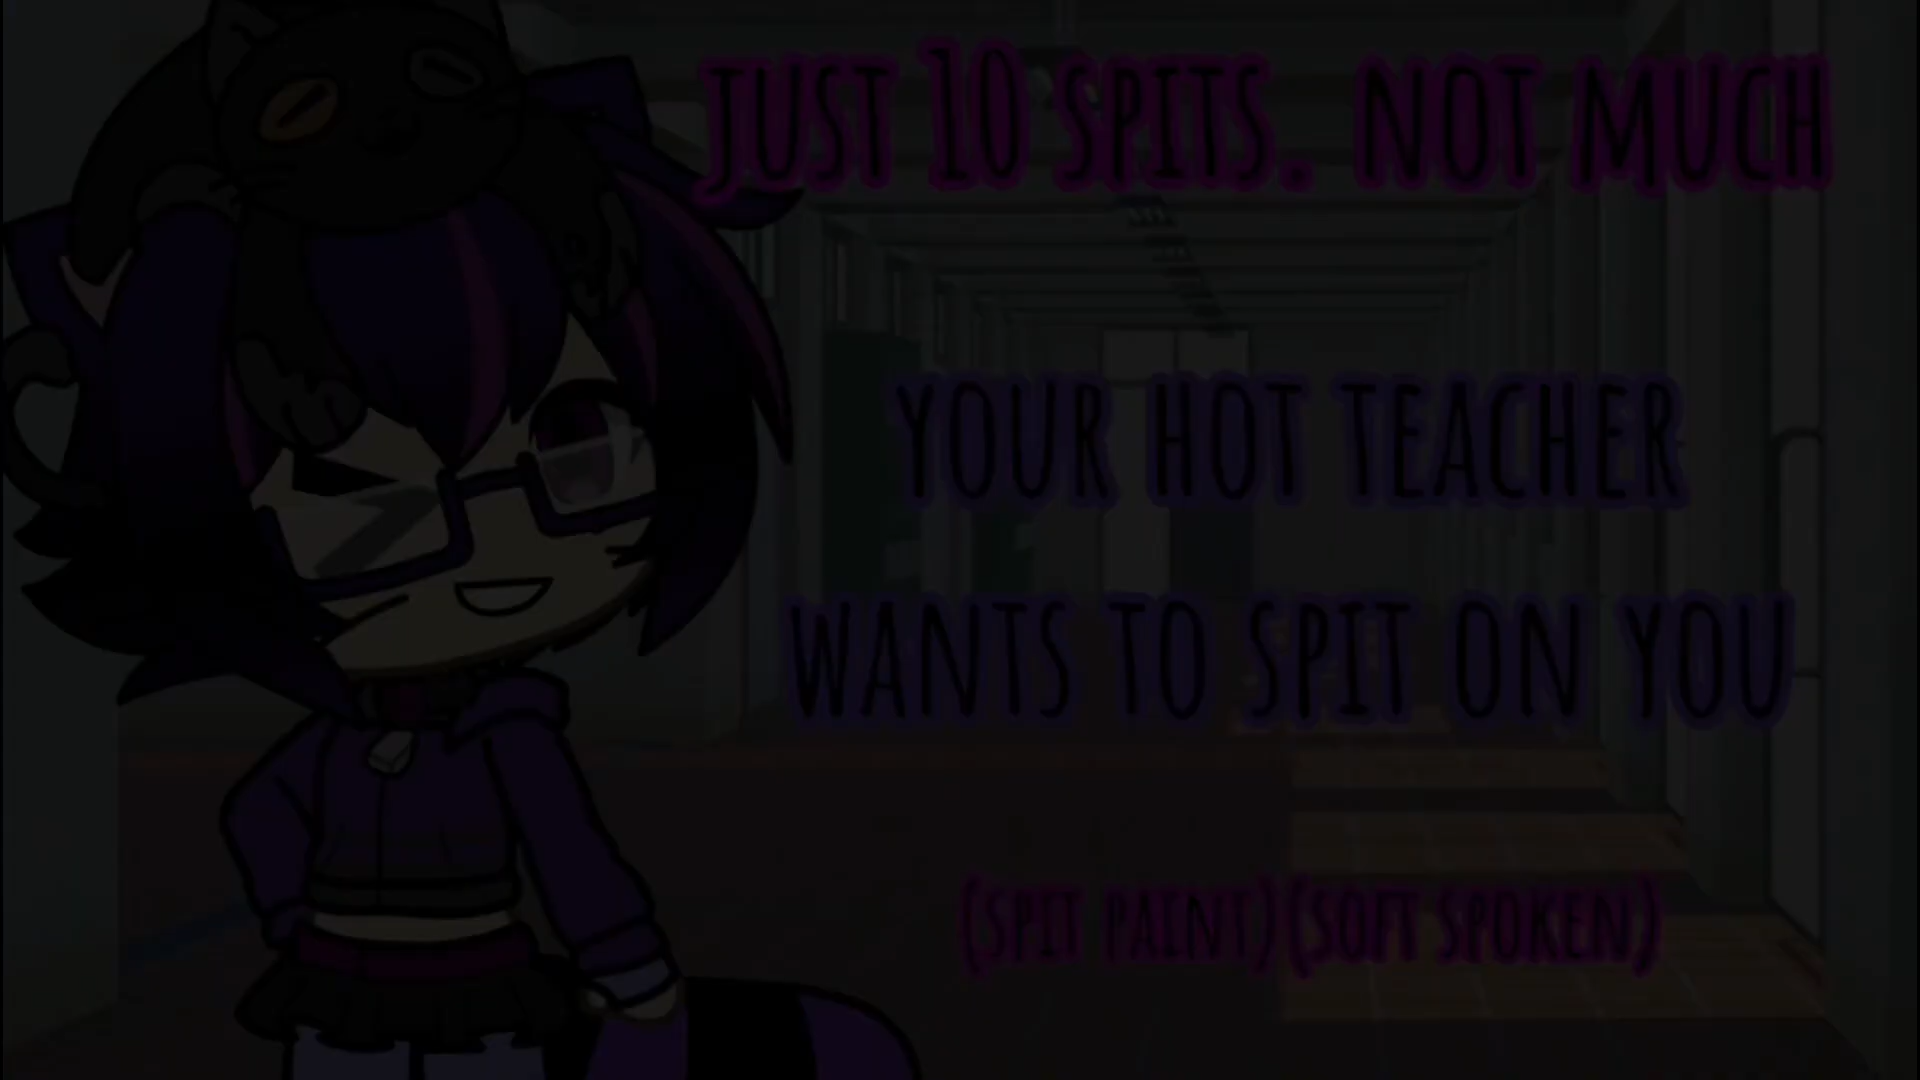 JUST 10 SPITS. NOT MUCH
YOUR HOT TEACHER
WANTS TO SPIT ON YOU
(SPIT PAINT)(SOFT SPOKEN)